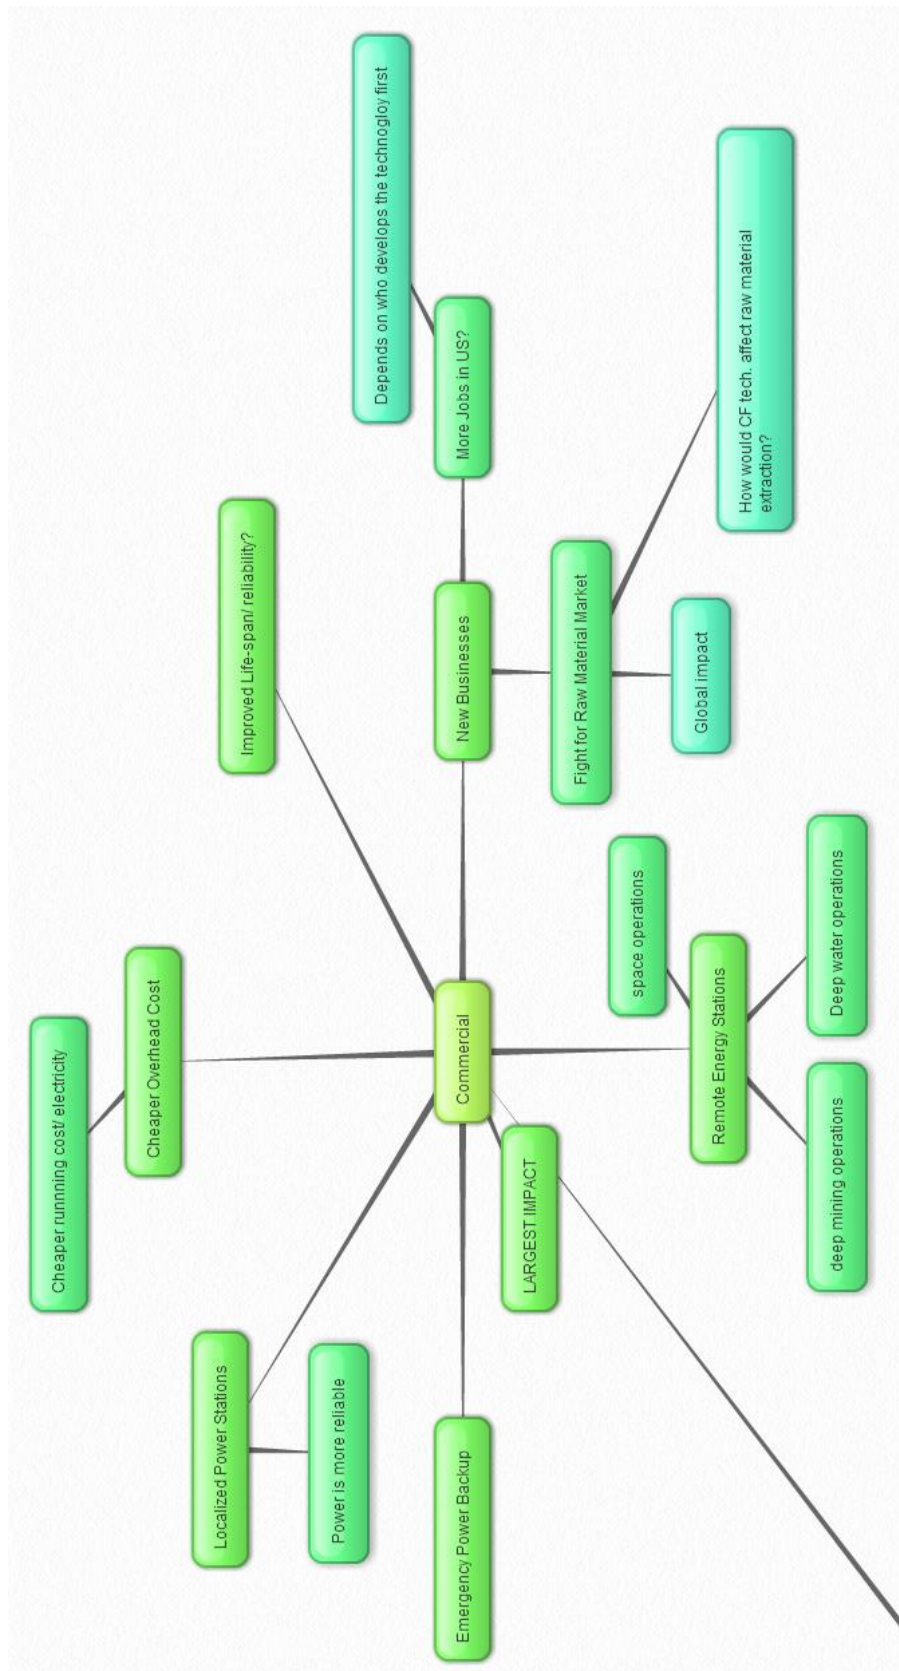 Cheaper runnning cost/ electricity
Cheaper Overhead Cost
Localized Power Stations
Power is more reliable
Improved Life-span/ reliability?
Depends on who develops the technogloy first
More Jobs in US?
New Businesses
Commercial
Emergency Power Backup
LARGEST IMPACT
Fight for Raw Material Market
Global impact
How would CF tech. affect raw material
extraction?
space operations
Remote Energy Stations
deep mining operations
Deep water operations